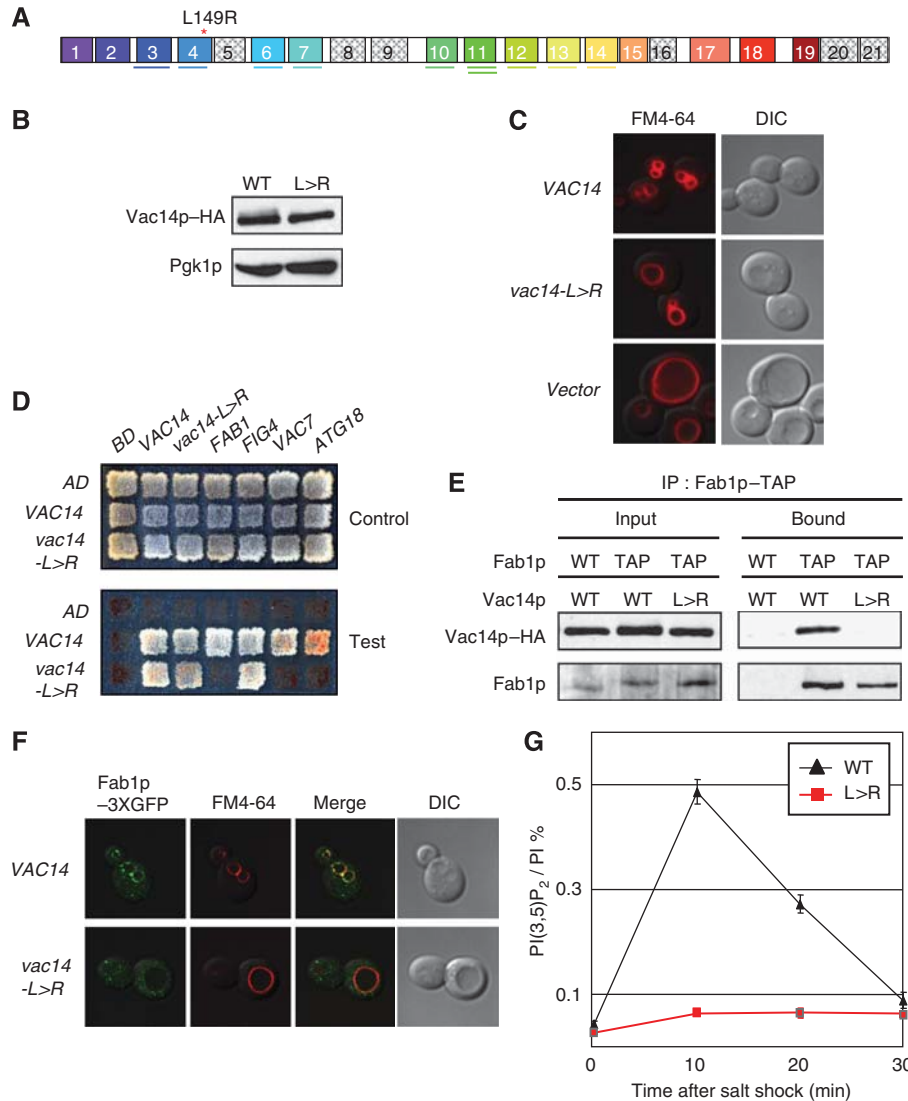 A
L149R
*
1 2 3 4 5 6 7 8 9 10 11 12 13 14 15 16 17 18 19 20 21
B
WT L>R
Vac14p–HA
Pgk1p
C
FM4-64 DIC
VAC14
vac14-L>R
Vector
D
BD VAC14 vac14-L>R FAB1 FIG4 VAC7 ATG18
AD
VAC14
vac14
-L>R
Control
AD
VAC14
vac14
-L>R
Test
E
IP : Fab1p–TAP
Input Bound
Fab1p WT TAP TAP WT TAP TAP
Vac14p WT WT L>R WT WT L>R
Vac14p–HA
Fab1p
F
Fab1p
–3XGFP FM4-64 Merge DIC
VAC14
vac14
-L>R
G
WT
L>R
PI(3,5)P2 / PI %
0.5
0.3
0.1
0 10 20 30
Time after salt shock (min)